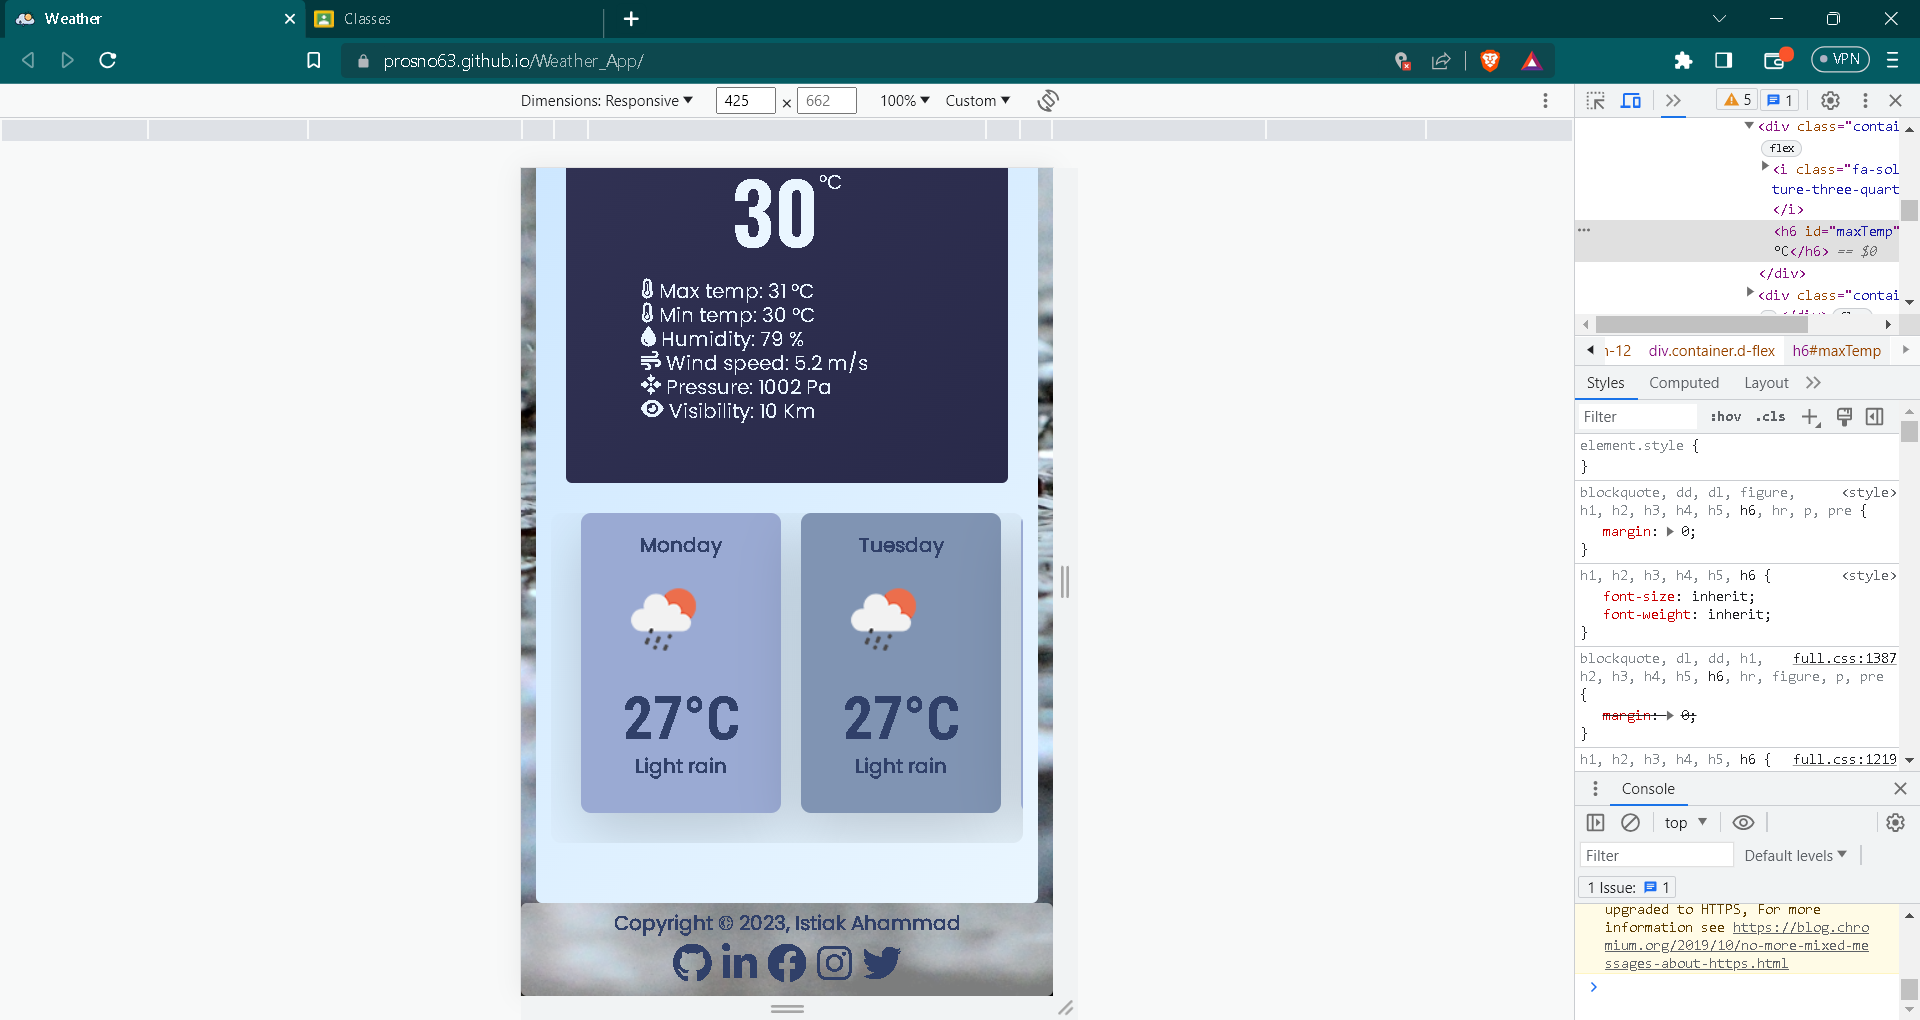 Weather
Classes
prosno63.github.io/Weather_App/
VPN
Dimensions: Responsive
425
×
662
100%
Custom
5
1
30
°C
Max temp: 31 °C
Min temp: 30 °C
Humidity: 79 %
Wind speed: 5.2 m/s
Pressure: 1002 Pa
Visibility: 10 Km
Monday
27°C
Light rain
Tuesday
27°C
Light rain
Copyright © 2023, Istiak Ahammad
<div class="contai
flex
<i class="fa-sol
ture-three-quart
</i>
<h6 id="maxTemp"
°C</h6> == $0
</div>
<div class="contai
n-12
div.container.d-flex
h6#maxTemp
Styles
Computed
Layout
Filter
:hov
.cls
element.style {
}
blockquote, dd, dl, figure, <style>
h1, h2, h3, h4, h5, h6, hr, p, pre {
margin: 0;
}
h1, h2, h3, h4, h5, h6 { <style>
font-size: inherit;
font-weight: inherit;
}
blockquote, dl, dd, h1, full.css:1387
h2, h3, h4, h5, h6, hr, figure, p, pre
{
margin: 0;
}
h1, h2, h3, h4, h5, h6 { full.css:1219
Console
top
Filter
Default levels
1 Issue: 1
upgraded to HTTPS, For more
information see https://blog.chro
mium.org/2019/10/no-more-mixed-me
ssages-about-https.html